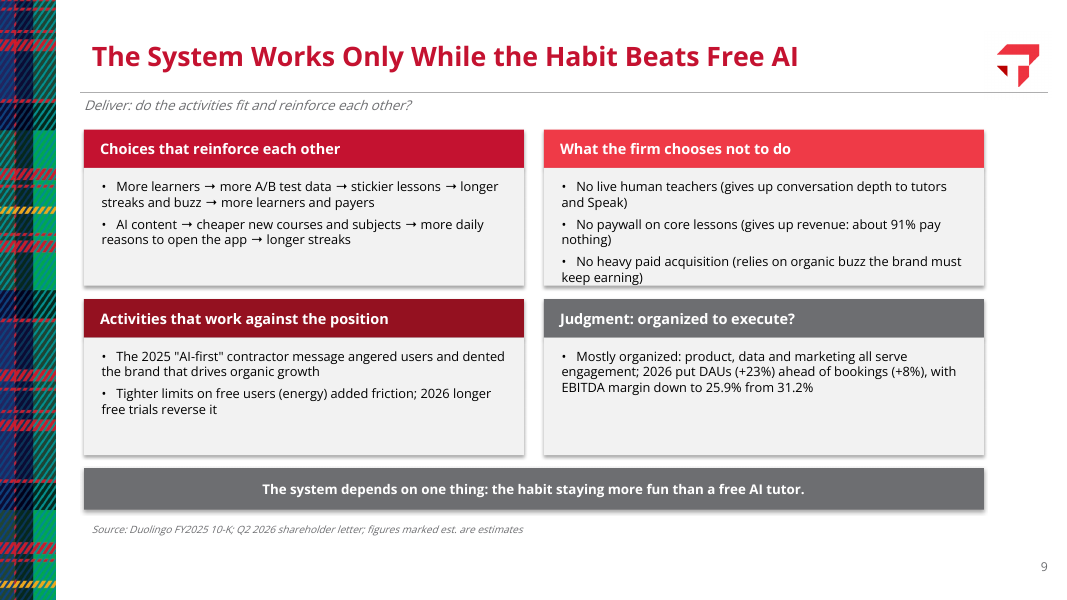 The System Works Only While the Habit Beats Free AI
Deliver: do the activities fit and reinforce each other?
Choices that reinforce each other
• More learners → more A/B test data → stickier lessons → longer
streaks and buzz → more learners and payers
• AI content → cheaper new courses and subjects → more daily
reasons to open the app → longer streaks
What the firm chooses not to do
• No live human teachers (gives up conversation depth to tutors
and Speak)
• No paywall on core lessons (gives up revenue: about 91% pay
nothing)
• No heavy paid acquisition (relies on organic buzz the brand must
keep earning)
Activities that work against the position
• The 2025 "AI-first" contractor message angered users and dented
the brand that drives organic growth
• Tighter limits on free users (energy) added friction; 2026 longer
free trials reverse it
Judgment: organized to execute?
• Mostly organized: product, data and marketing all serve
engagement; 2026 put DAUs (+23%) ahead of bookings (+8%), with
EBITDA margin down to 25.9% from 31.2%
The system depends on one thing: the habit staying more fun than a free AI tutor.
Source: Duolingo FY2025 10-K; Q2 2026 shareholder letter; figures marked est. are estimates
9